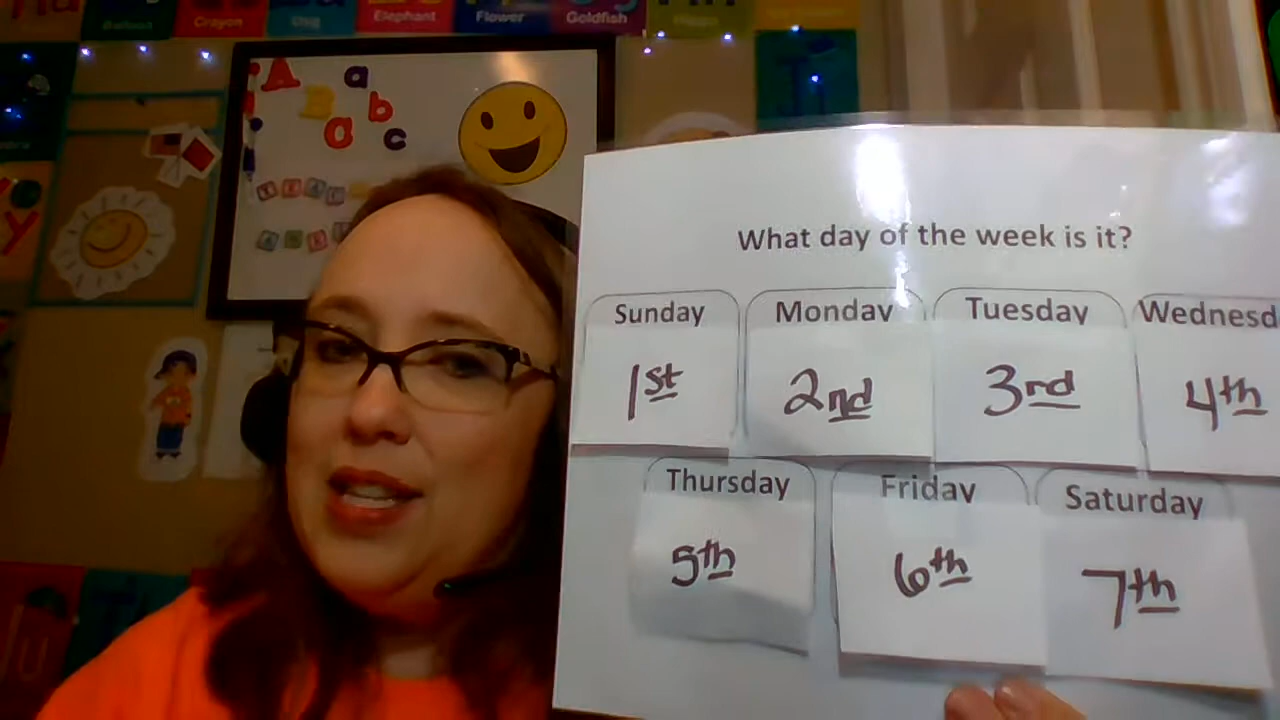 Crayon
Elephant
Flower
Goldfish
A a
B b
a c
What day of the week is it?
Sunday Monday Tuesday Wednesd
1st 2nd 3rd 4th
Thursday Friday Saturday
5th 6th 7th